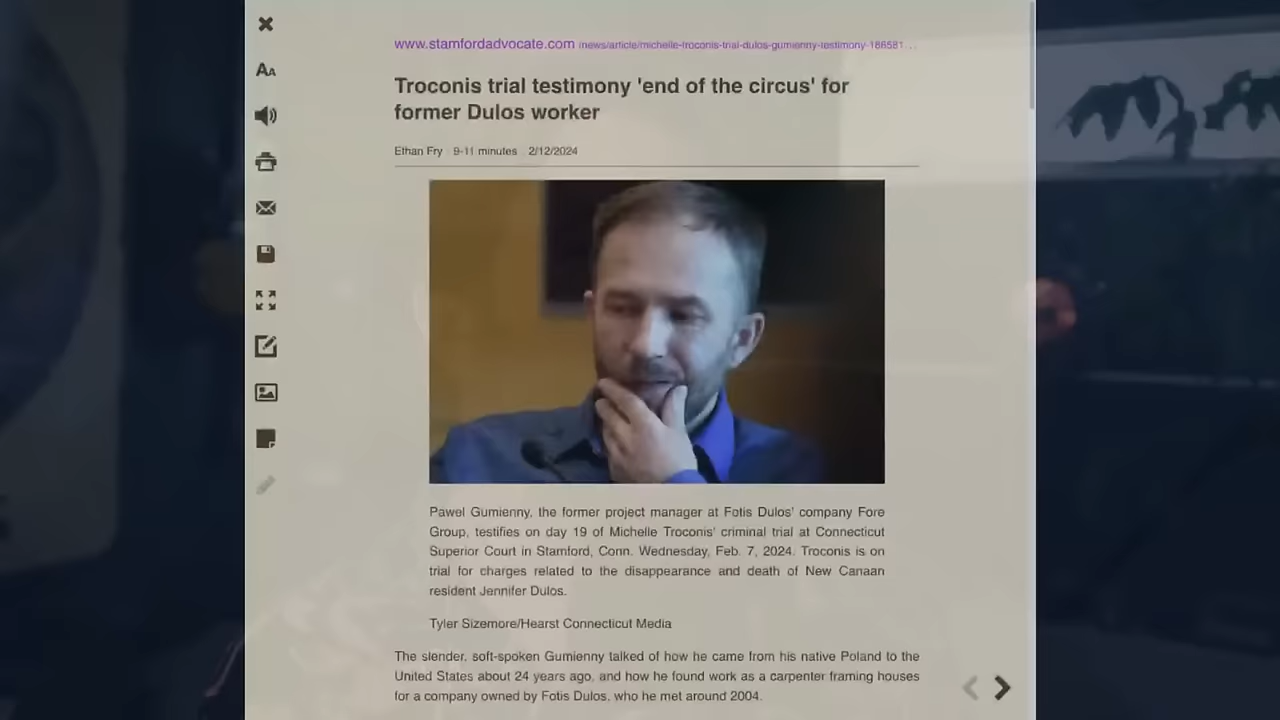 www.stamfordadvocate.com /news/article/michelle-troconis-trial-dulos-gumienny-testimony-186581...
Troconis trial testimony 'end of the circus' for
former Dulos worker
Ethan Fry 9-11 minutes 2/12/2024
Pawel Gumienny, the former project manager at Fotis Dulos' company Fore
Group, testifies on day 19 of Michelle Troconis' criminal trial at Connecticut
Superior Court in Stamford, Conn. Wednesday, Feb. 7, 2024. Troconis is on
trial for charges related to the disappearance and death of New Canaan
resident Jennifer Dulos.
Tyler Sizemore/Hearst Connecticut Media
The slender, soft-spoken Gumienny talked of how he came from his native Poland to the
United States about 24 years ago, and how he found work as a carpenter framing houses
for a company owned by Fotis Dulos, who he met around 2004.